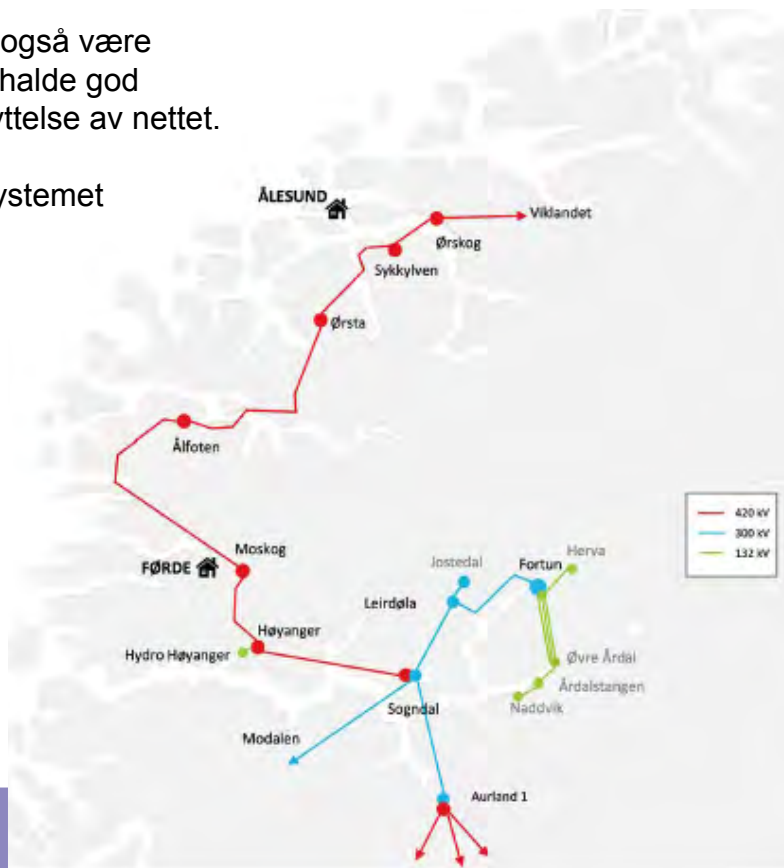 også være
halde god
yttelse av nettet.
ystemet
ÅLESUND
Viklandet
Ørskog
Sykkylven
Ørsta
Ålfoten
420 kV
300 kV
132 kV
Moskog
FØRDE
Jostedal
Fortun
Herva
Leirdøla
Høyanger
Hydro Høyanger
Øvre Årdal
Årdalstangen
Naddvik
Sogndal
Modalen
Aurland 1